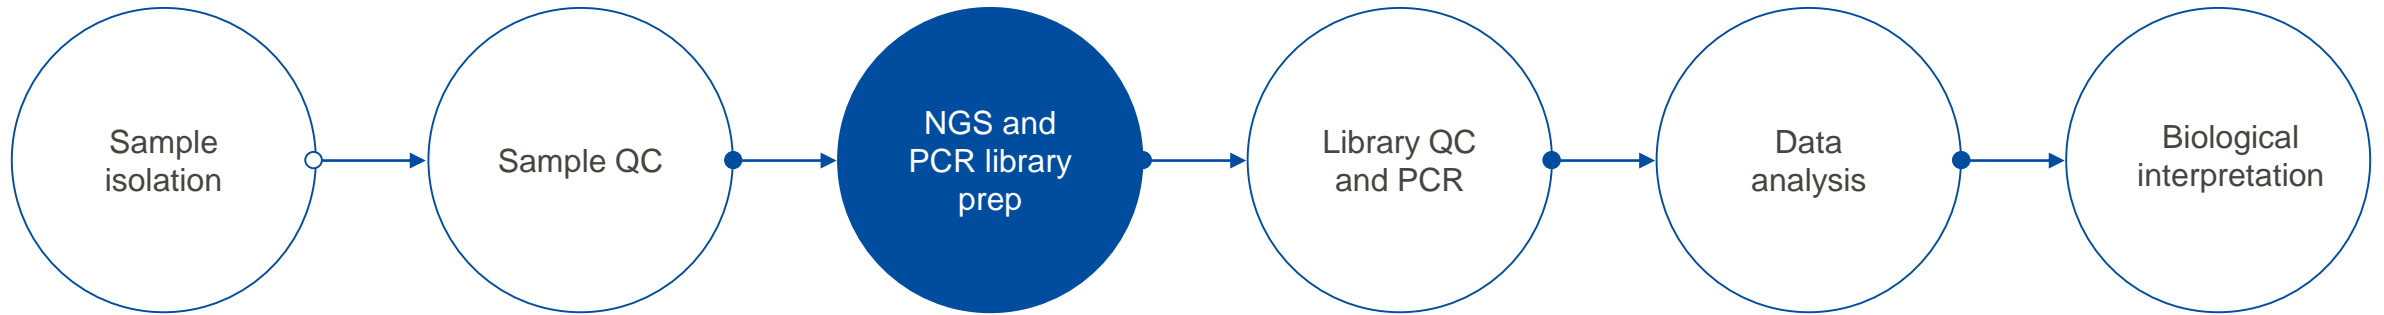 Sample
isolation
Sample QC
NGS and
PCR library
prep
Library QC
and PCR
Data
analysis
Biological
interpretation